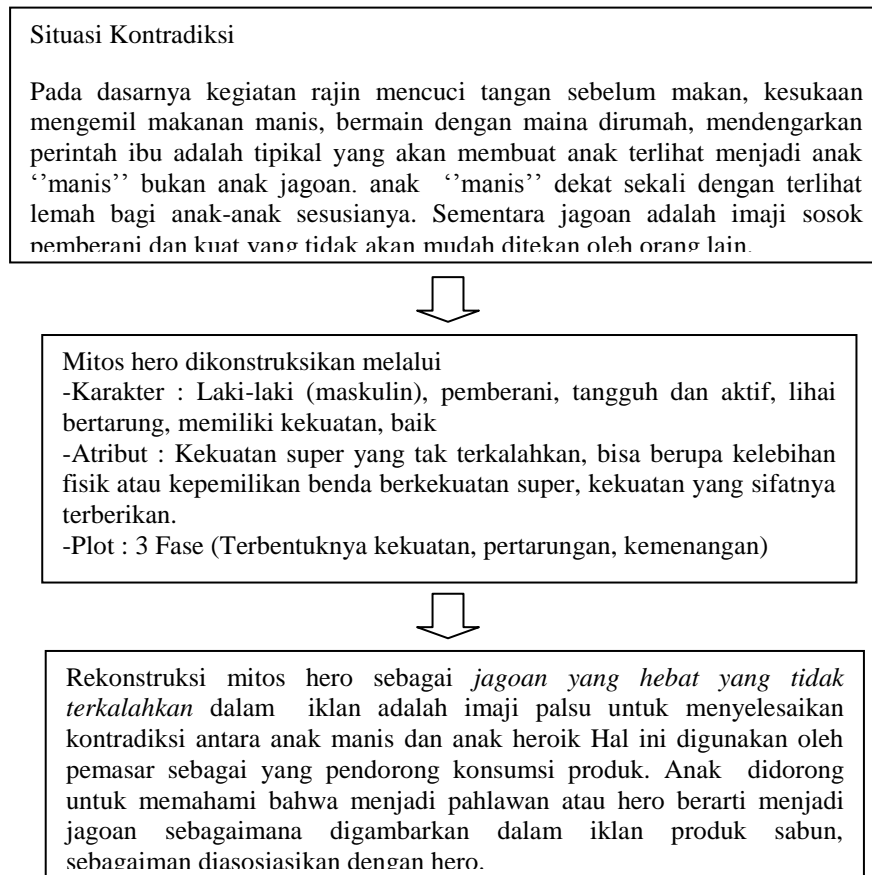 Situasi Kontradiksi
Pada dasarnya kegiatan rajin mencuci tangan sebelum makan, kesukaan
mengemil makanan manis, bermain dengan maina dirumah, mendengarkan
perintah ibu adalah tipikal yang akan membuat anak terlihat menjadi anak
‘’manis’’ bukan anak jagoan. anak ‘’manis’’ dekat sekali dengan terlihat
lemah bagi anak-anak sesusianya. Sementara jagoan adalah imaji sosok
pemberani dan kuat yang tidak akan mudah ditekan oleh orang lain.
Mitos hero dikonstruksikan melalui
-Karakter : Laki-laki (maskulin), pemberani, tangguh dan aktif, lihai
bertarung, memiliki kekuatan, baik
-Atribut : Kekuatan super yang tak terkalahkan, bisa berupa kelebihan
fisik atau kepemilikan benda berkekuatan super, kekuatan yang sifatnya
terberikan.
-Plot : 3 Fase (Terbentuknya kekuatan, pertarungan, kemenangan)
Rekonstruksi mitos hero sebagai jagoan yang hebat yang tidak
terkalahkan dalam iklan adalah imaji palsu untuk menyelesaikan
kontradiksi antara anak manis dan anak heroik Hal ini digunakan oleh
pemasar sebagai yang pendorong konsumsi produk. Anak didorong
untuk memahami bahwa menjadi pahlawan atau hero berarti menjadi
jagoan sebagaimana digambarkan dalam iklan produk sabun,
sebagaiman diasosiasikan dengan hero.